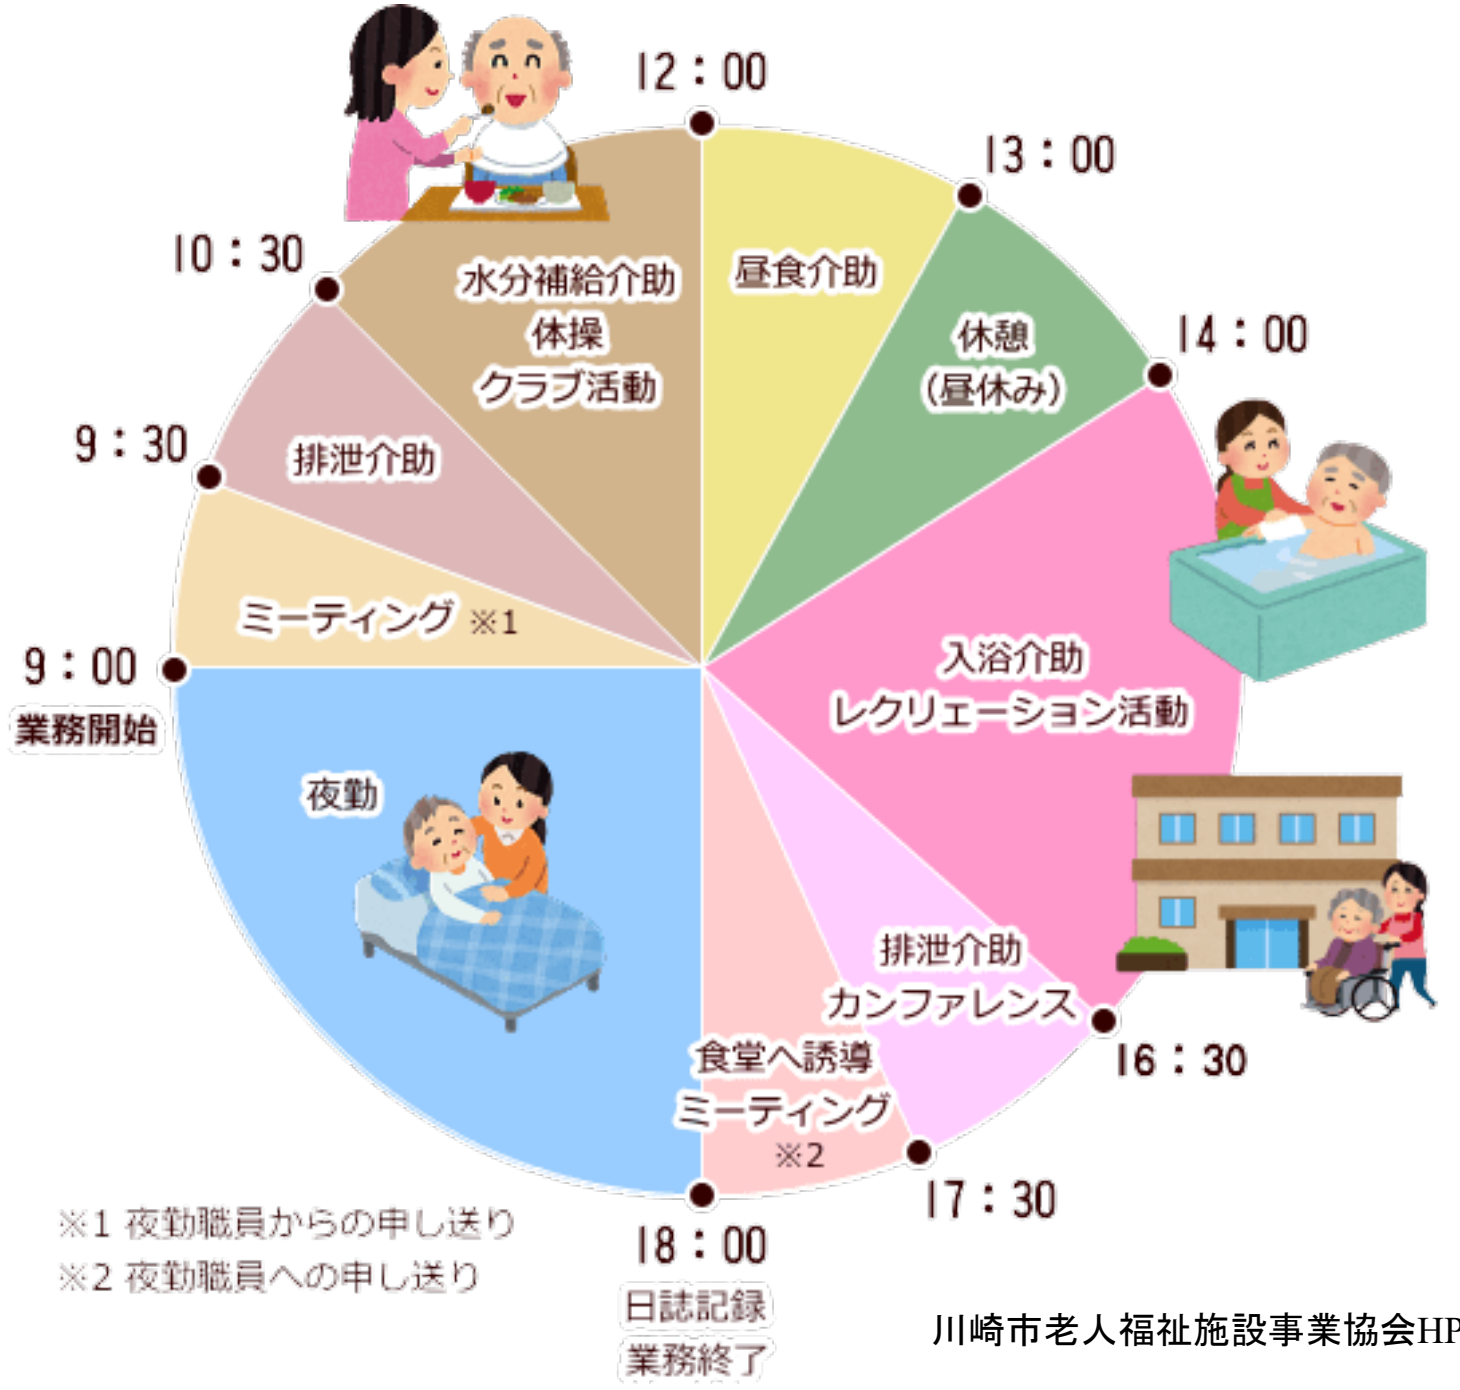 12：00
昼食介助
13：00
休憩
（昼休み）
14：00
入浴介助
レクリェーション活動
16：30
排泄介助
カンファレンス
17：30
食堂へ誘導
ミーティング
※2
18：00
日誌記録
業務終了
夜勤
9：00
業務開始
ミーティング ※1
9：30
排泄介助
10：30
水分補給介助
体操
クラブ活動
※1 夜勤職員からの申し送り
※2 夜勤職員への申し送り
川崎市老人福祉施設事業協会HP